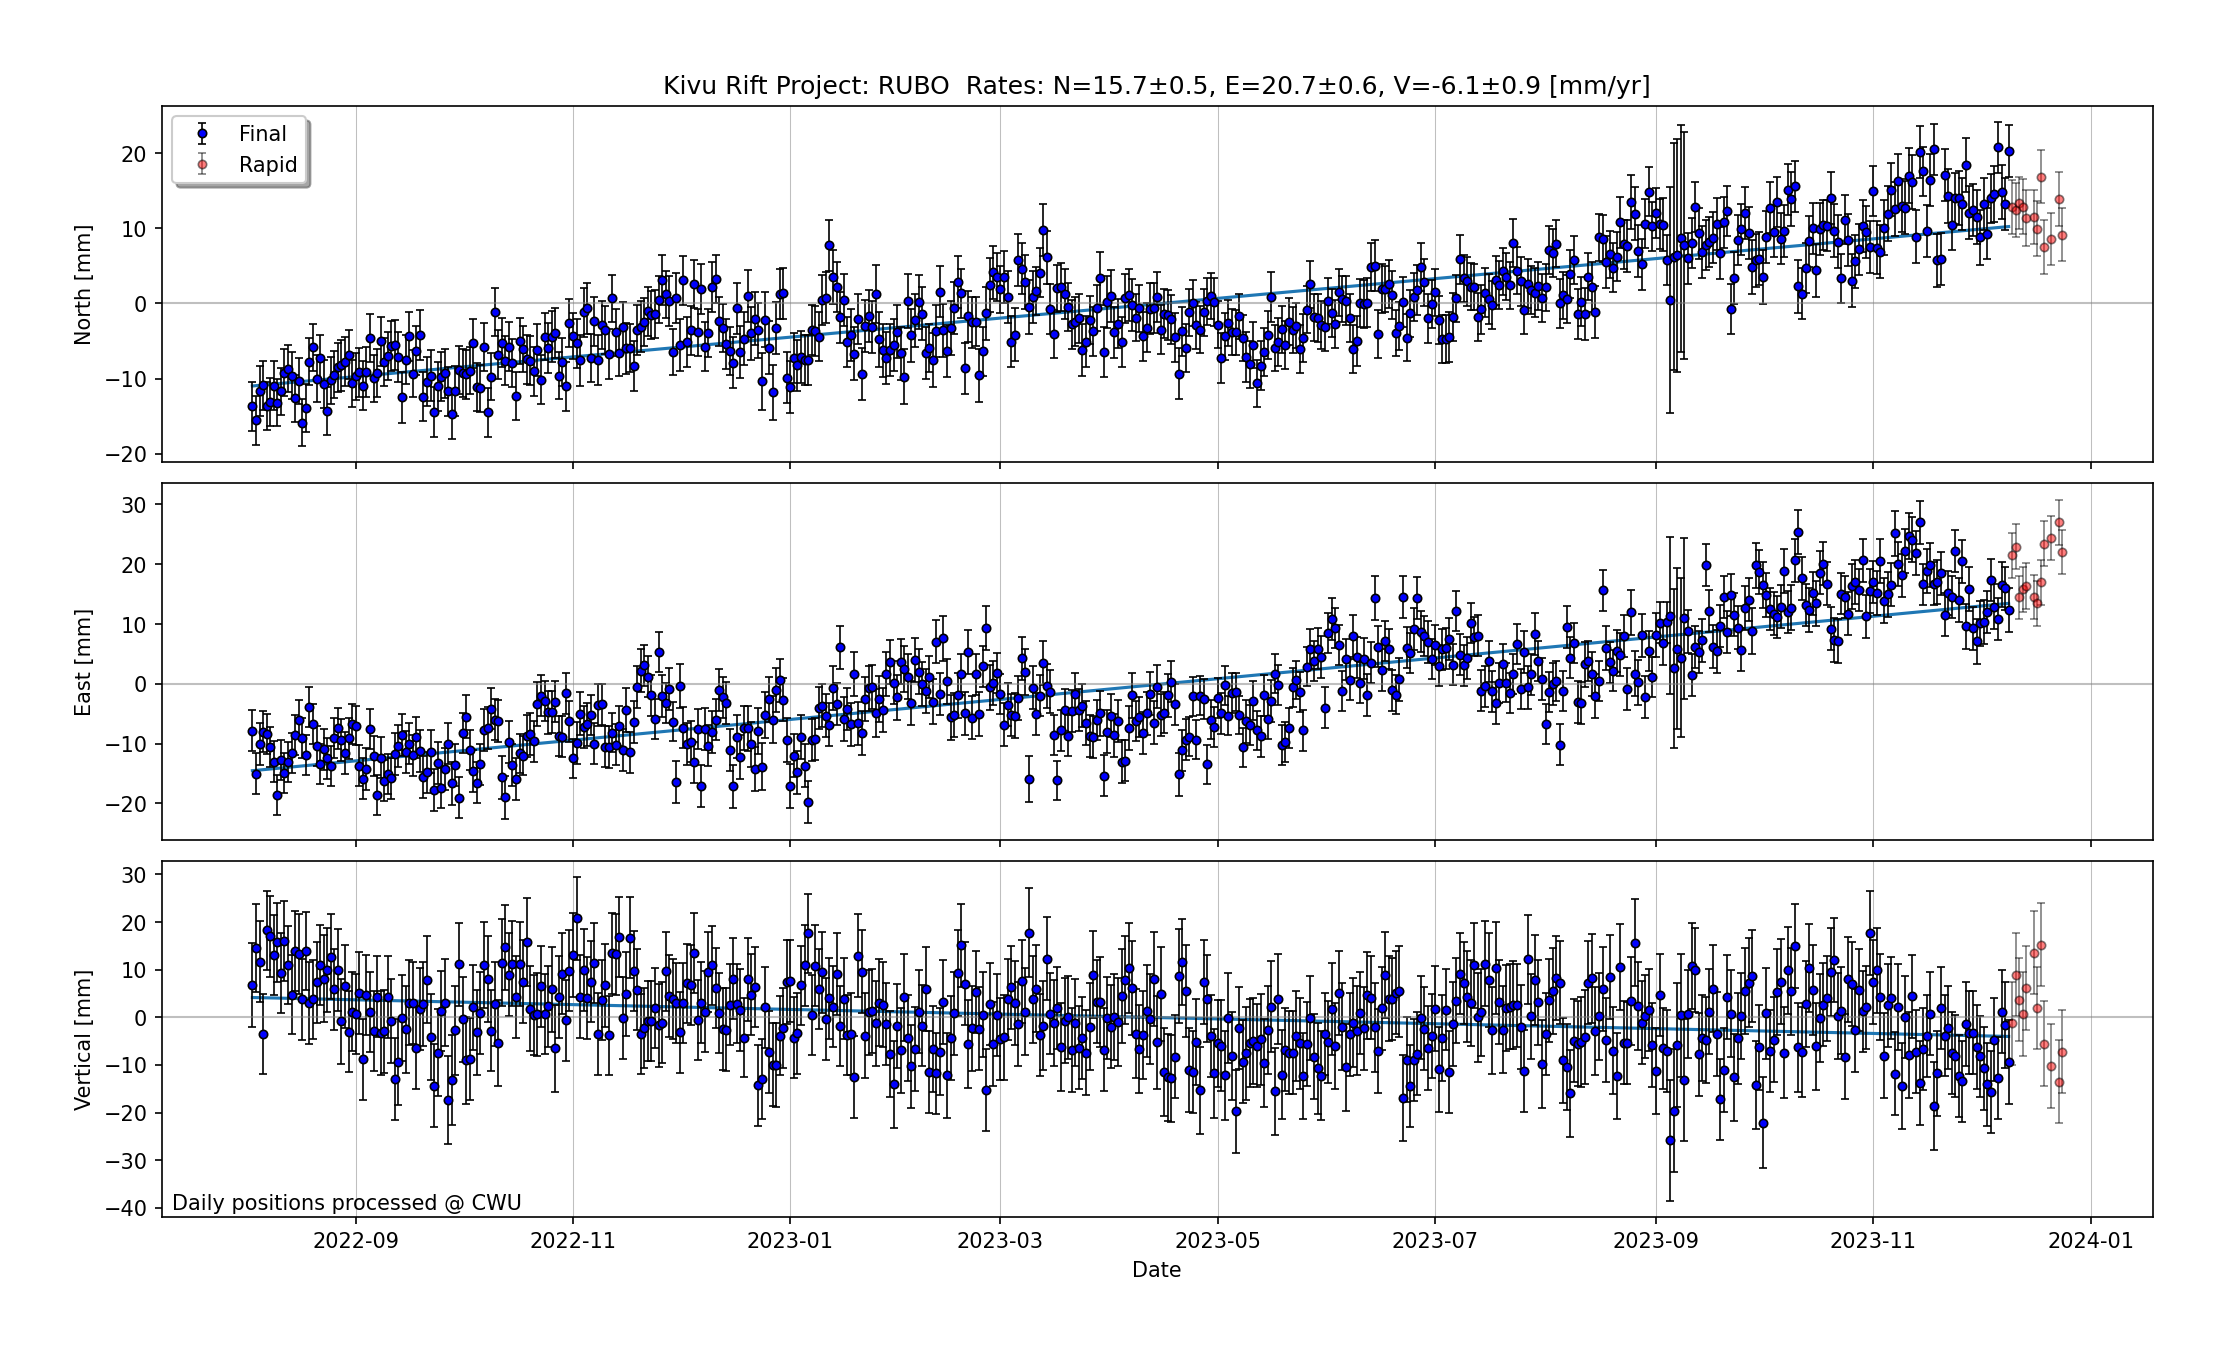 Kivu Rift Project: RUBO  Rates: N=15.7±0.5, E=20.7±0.6, V=-6.1±0.9 [mm/yr]
Final
Rapid
North [mm]
20
10
0
−10
−20
East [mm]
30
20
10
0
−10
−20
Vertical [mm]
30
20
10
0
−10
−20
−30
−40
Daily positions processed @ CWU
2022-09 2022-11 2023-01 2023-03 2023-05 2023-07 2023-09 2023-11 2024-01
Date